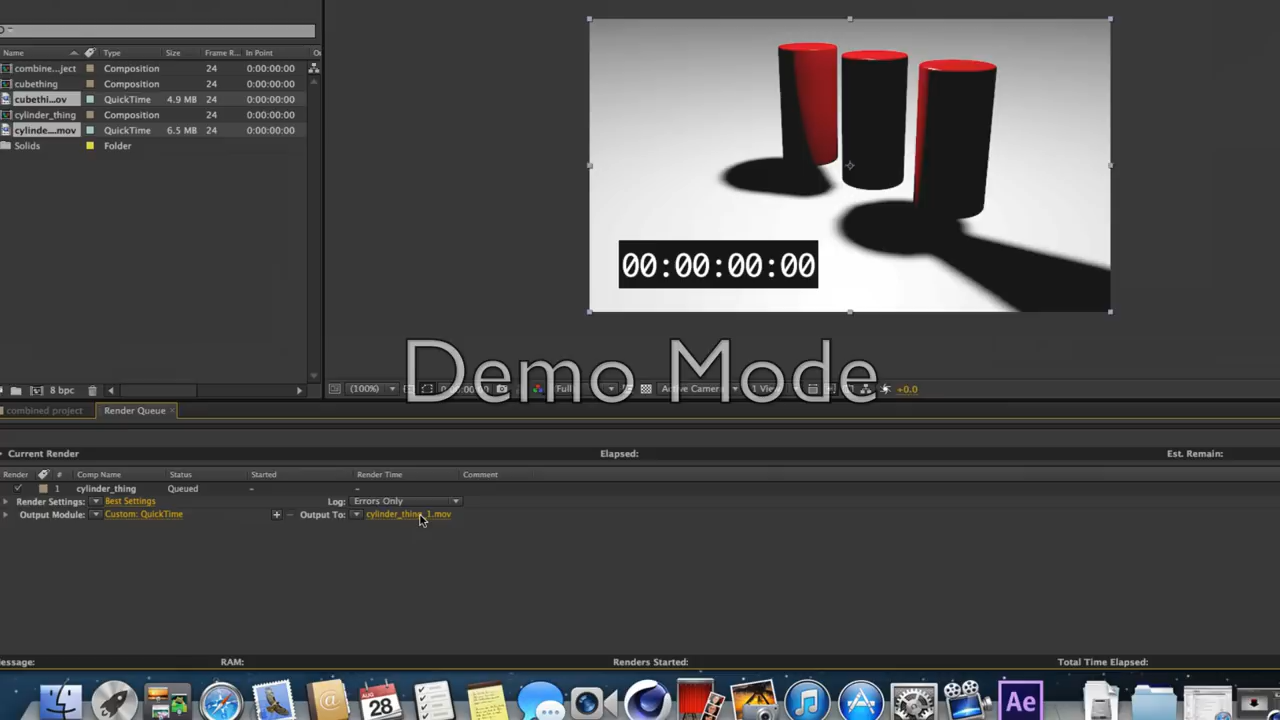 Name Type Size Frame R... In Point
combine...ject Composition 24 0:00:00:00
cubething Composition 24 0:00:00:00
cubethi...ov QuickTime 4.9 MB 24 0:00:00:00
cylinder_thing Composition 24 0:00:00:00
cylinde....mov QuickTime 6.5 MB 24 0:00:00:00
Solids Folder
00:00:00:00
Demo Mode
8 bpc (100%) Full Active Camera 1 View +0.0
combined project Render Queue ×
Current Render Elapsed: Est. Remain:
Render # Comp Name Status Started Render Time Comment
1 cylinder_thing Queued - -
Render Settings: Best Settings Log: Errors Only
Output Module: Custom: QuickTime + - Output To: cylinder_thing_1.mov
essage: RAM: Renders Started: Total Time Elapsed:
AUG
28
Ae